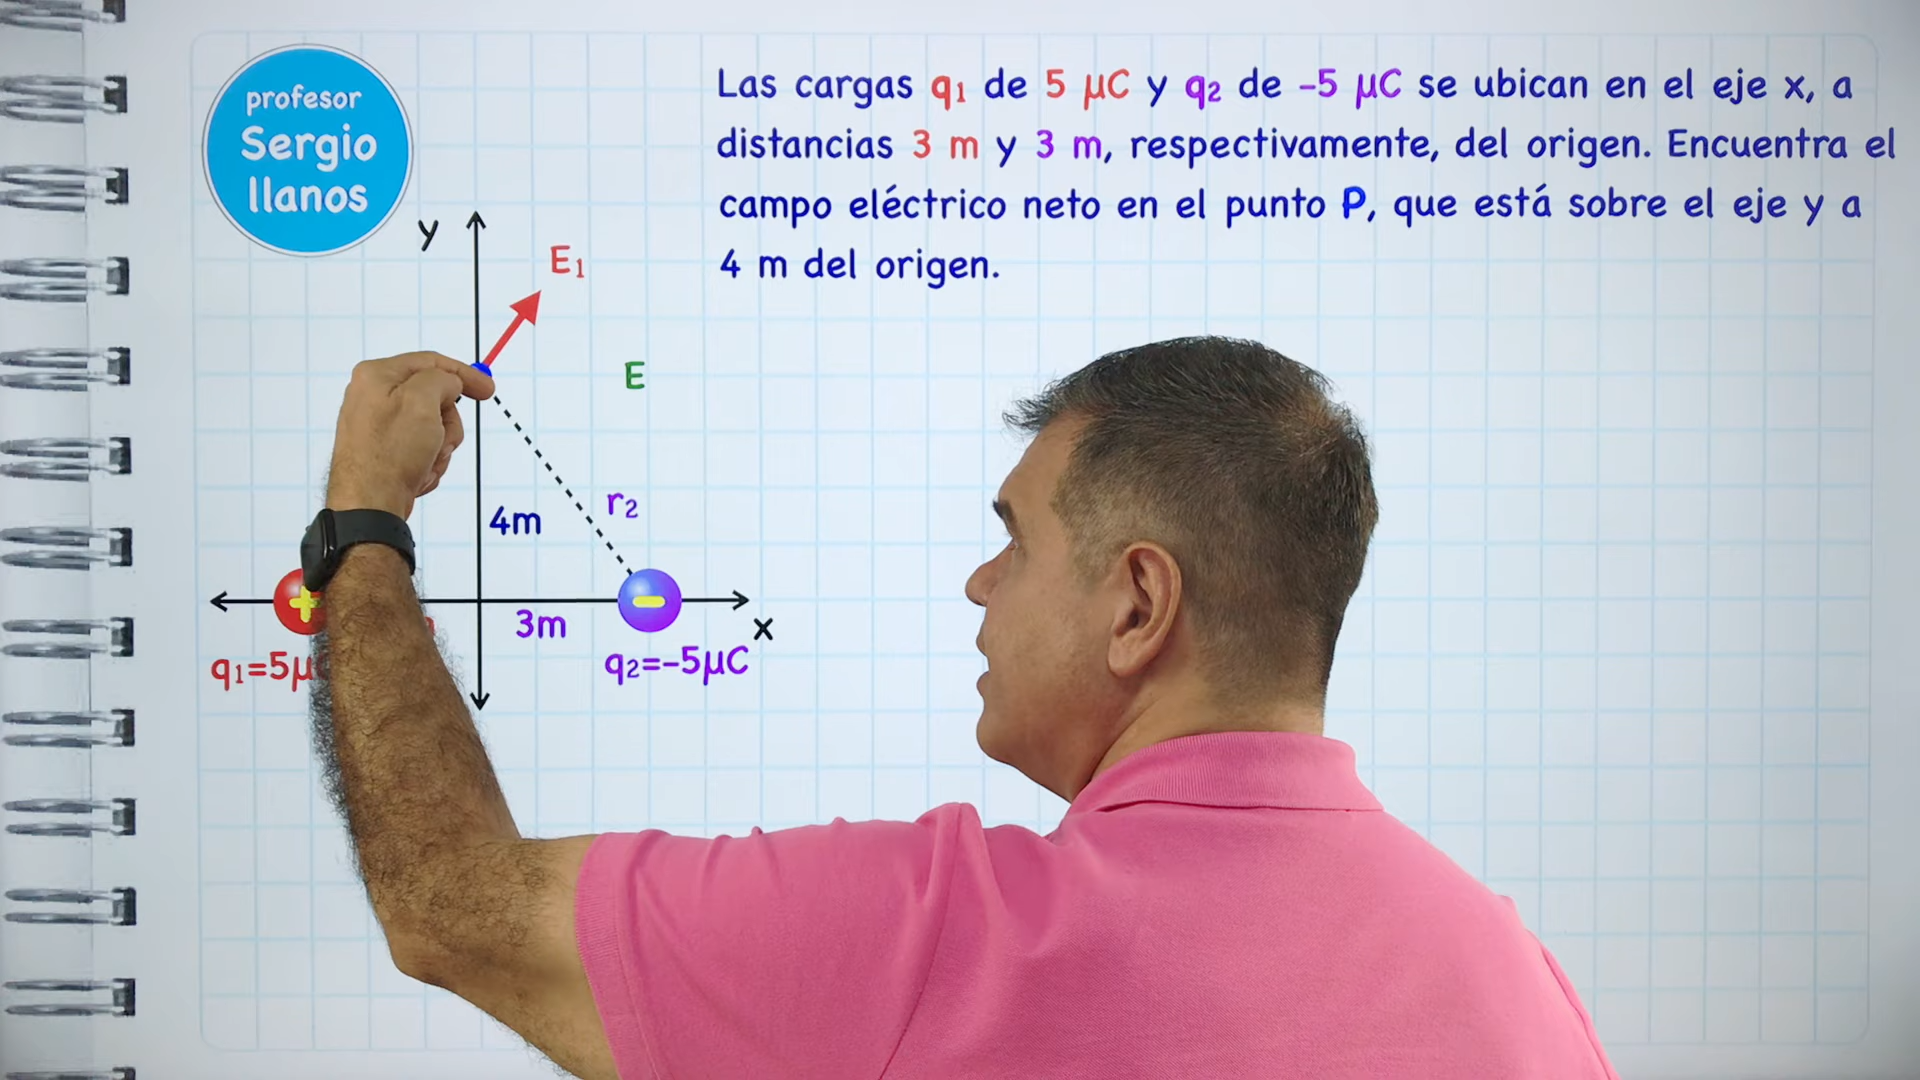 profesor
Sergio
llanos
Las cargas q1 de 5 µC y q2 de -5 µC se ubican en el eje x, a
distancias 3 m y 3 m, respectivamente, del origen. Encuentra el
campo eléctrico neto en el punto P, que está sobre el eje y a
4 m del origen.
y
E1
E
r2
4m
3m
x
q1=5µ
q2=-5µC